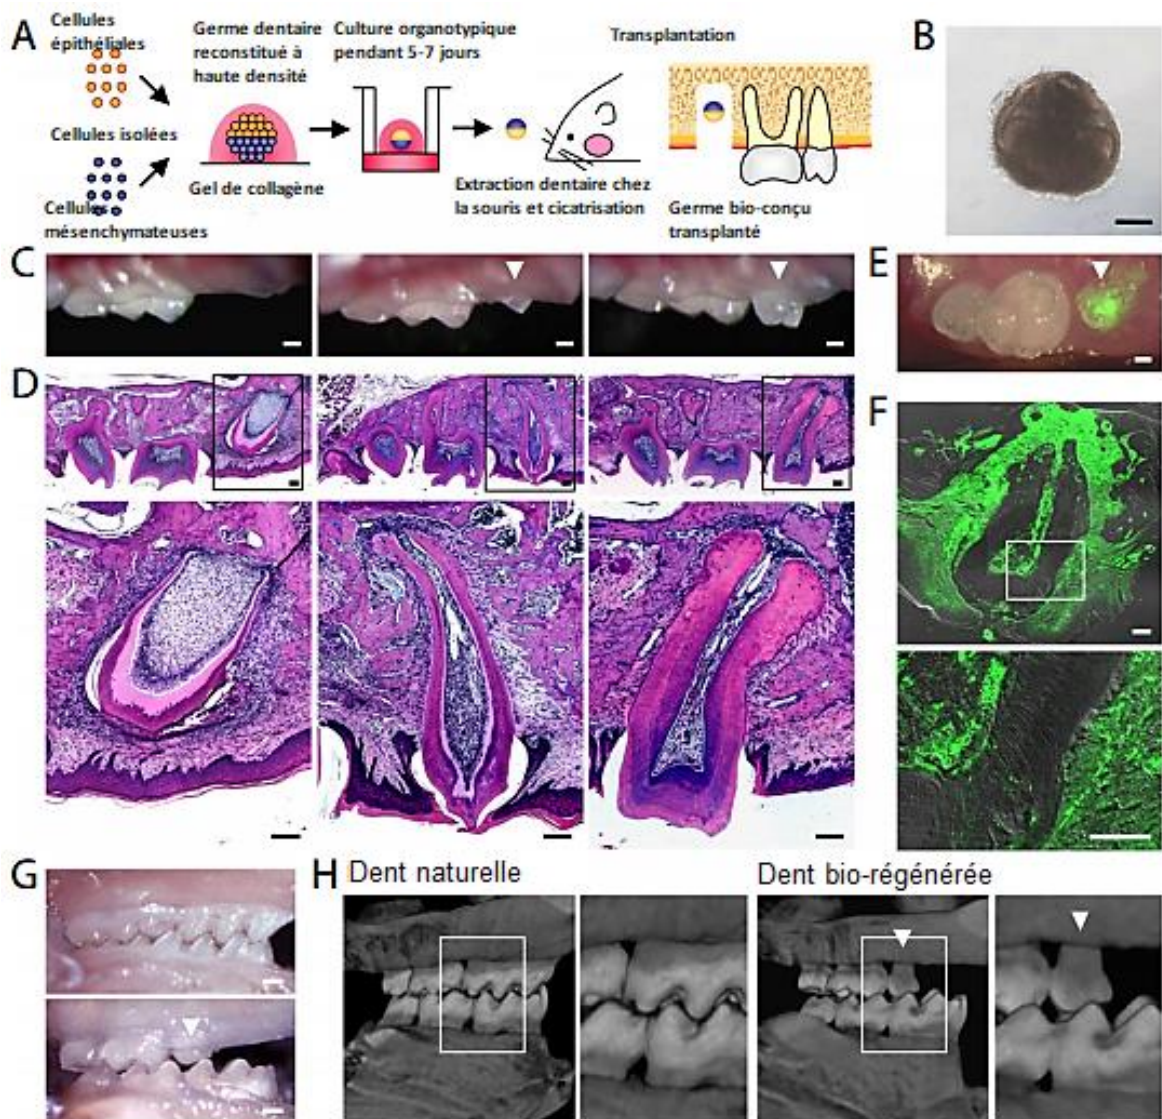 A
Cellules
épithéliales
Cellules isolées
Cellules
mésenchymateuses
Germe dentaire
reconstitué à
haute densité
Gel de collagène
Culture organotypique
pendant 5-7 jours
Transplantation
Extraction dentaire chez
la souris et cicatrisation
Germe bio-conçu
transplanté
B
C
E
D
F
G
H
Dent naturelle
Dent bio-régénérée